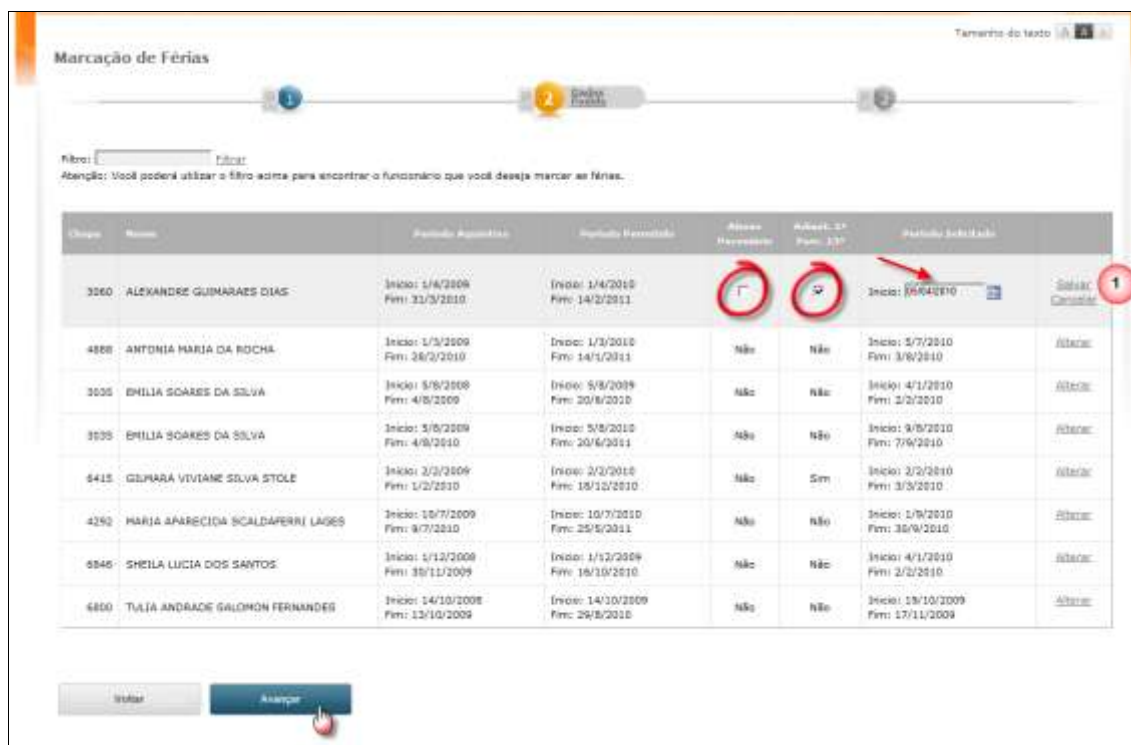 Tamanho do texto A A A
Marcação de Férias
1
2
3
Filtro: Filtrar
Atenção: Você poderá utilizar o filtro acima para encontrar o funcionário que você deseja marcar as férias.
Chapa Nome Período Aquisitivo Período Permitido Abono Pecuniário Adiant. 1ª Parc. 13º Período Solicitado
3060 ALEXANDRE GUIMARAES DIAS Início: 1/4/2009 Início: 1/4/2010 Início: 05/04/2010 Salvar 1
Fim: 31/3/2010 Fim: 14/2/2011 Cancelar
4888 ANTONIA MARIA DA ROCHA Início: 1/3/2009 Início: 1/3/2010 Não Não Início: 5/7/2010 Alterar
Fim: 28/2/2010 Fim: 14/1/2011 Fim: 3/8/2010
3035 EMILIA SOARES DA SILVA Início: 5/8/2008 Início: 5/8/2009 Não Não Início: 4/1/2010 Alterar
Fim: 4/8/2009 Fim: 20/6/2010 Fim: 2/2/2010
3035 EMILIA SOARES DA SILVA Início: 5/8/2009 Início: 5/8/2010 Não Não Início: 9/8/2010 Alterar
Fim: 4/8/2010 Fim: 20/6/2011 Fim: 7/9/2010
6415 GILMARA VIVIANE SILVA STOLE Início: 2/2/2009 Início: 2/2/2010 Não Sim Início: 2/2/2010 Alterar
Fim: 1/2/2010 Fim: 18/12/2010 Fim: 3/3/2010
4292 MARIA APARECIDA SCALDAFERRI LAGES Início: 10/7/2009 Início: 10/7/2010 Não Não Início: 1/9/2010 Alterar
Fim: 9/7/2010 Fim: 25/5/2011 Fim: 30/9/2010
6846 SHEILA LUCIA DOS SANTOS Início: 1/12/2008 Início: 1/12/2009 Não Não Início: 4/1/2010 Alterar
Fim: 30/11/2009 Fim: 16/10/2010 Fim: 2/2/2010
6800 TULIA ANDRADE SALOMON FERNANDES Início: 14/10/2008 Início: 14/10/2009 Não Não Início: 19/10/2009 Alterar
Fim: 13/10/2009 Fim: 29/8/2010 Fim: 17/11/2009
Voltar Avançar